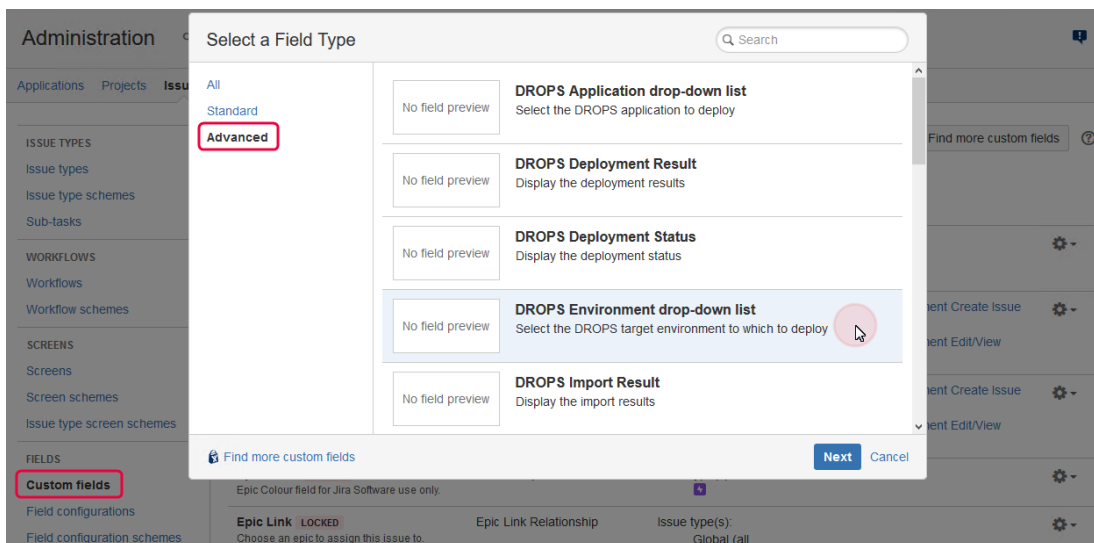 Administration
Select a Field Type
Search
Applications Projects Issu
All
Standard
Advanced
No field preview
DROPS Application drop-down list
Select the DROPS application to deploy
No field preview
DROPS Deployment Result
Display the deployment results
No field preview
DROPS Deployment Status
Display the deployment status
No field preview
DROPS Environment drop-down list
Select the DROPS target environment to which to deploy
No field preview
DROPS Import Result
Display the import results
Find more custom fields
Next Cancel
ISSUE TYPES
Issue types
Issue type schemes
Sub-tasks
WORKFLOWS
Workflows
Workflow schemes
SCREENS
Screens
Screen schemes
Issue type screen schemes
FIELDS
Custom fields
Field configurations
Field configuration schemes
Find more custom fields
ent Create Issue
ent Edit/View
ent Create Issue
ent Edit/View
Epic Colour field for Jira Software use only.
Epic Link LOCKED Epic Link Relationship Issue type(s):
Choose an epic to assign this issue to. Global (all